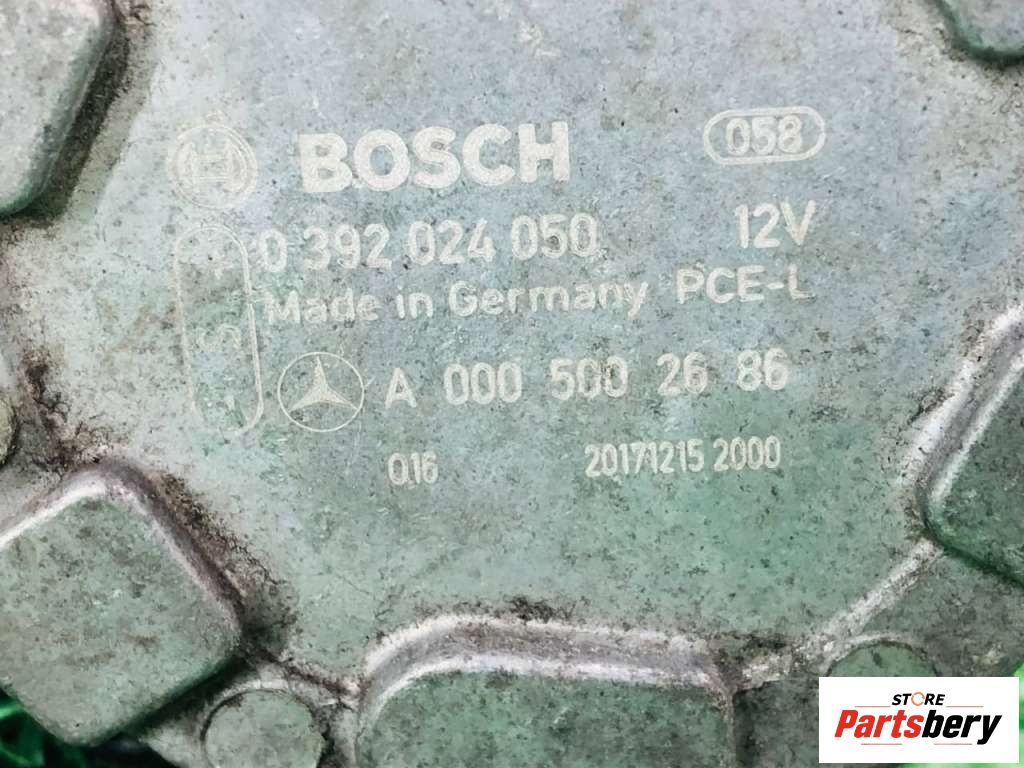 BOSCH 058
0 392 024 050 12V
Made in Germany PCE-L
A 000 500 26 86
016 20171215 2000
STORE
Partsbery